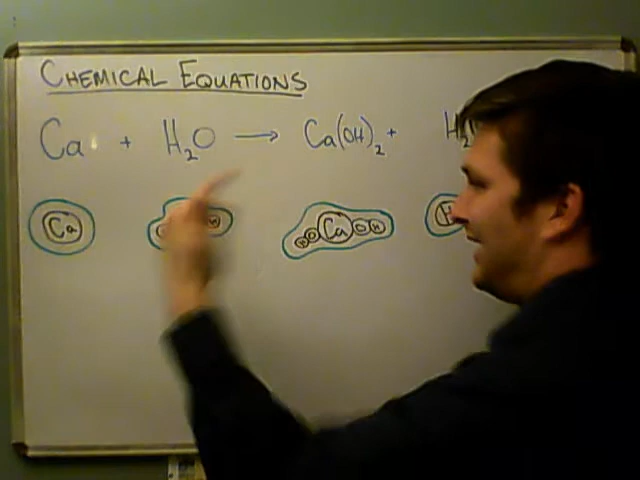 CHEMICAL EQUATIONS
Ca + H₂O → Ca(OH)₂ + H₂
Ca H H O Ca O H H